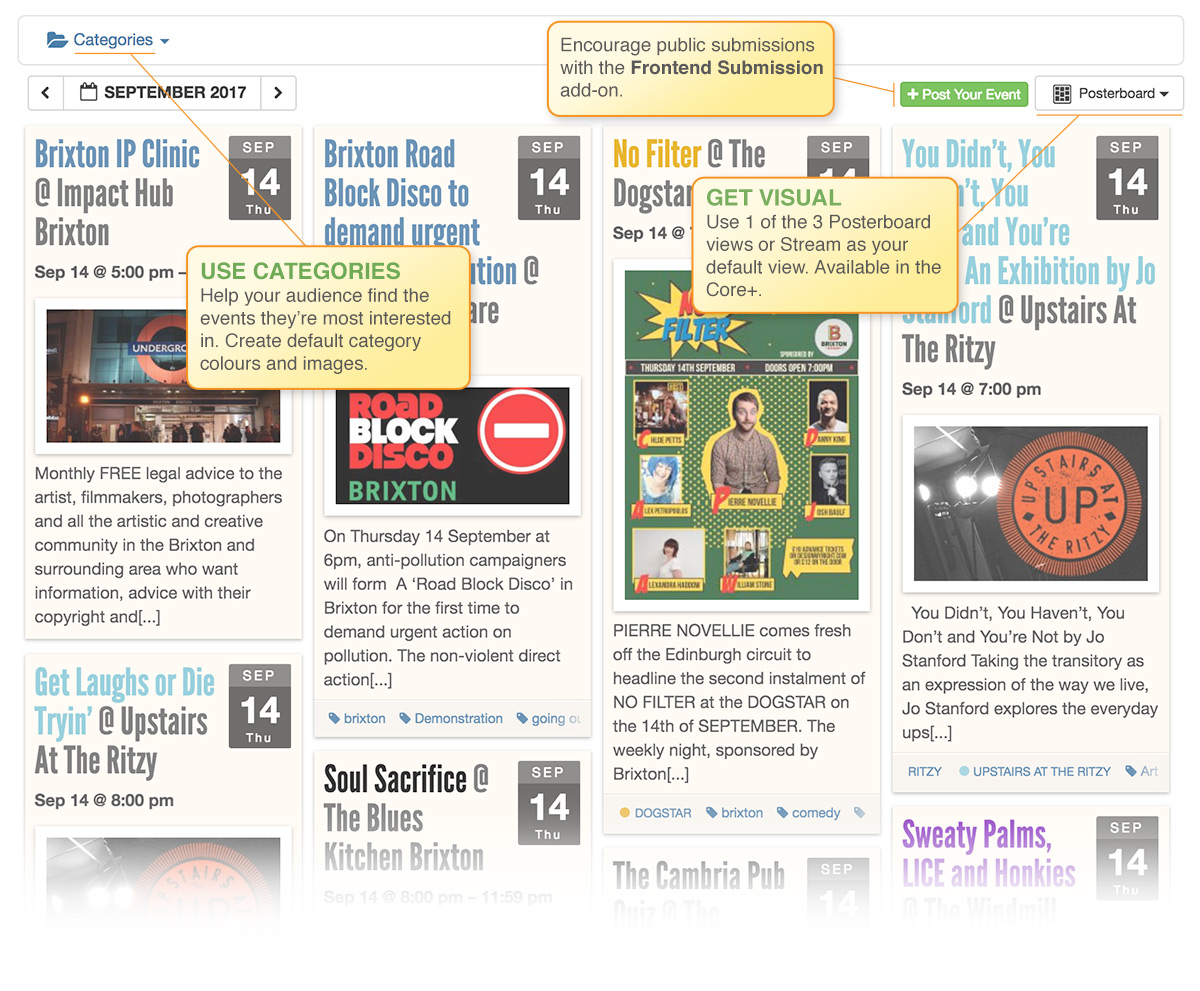 Categories
Encourage public submissions
with the Frontend Submission
add-on.
SEPTEMBER 2017
+ Post Your Event
Posterboard
Brixton IP Clinic
@ Impact Hub
Brixton
SEP
14
Thu
Sep 14 @ 5:00 pm –
USE CATEGORIES
Help your audience find the
events they're most interested
in. Create default category
colours and images.
Monthly FREE legal advice to the
artist, filmmakers, photographers
and all the artistic and creative
community in the Brixton and
surrounding area who want
information, advice with their
copyright and[...]
Get Laughs or Die
Tryin' @ Upstairs
At The Ritzy
SEP
14
Thu
Sep 14 @ 8:00 pm
Brixton Road
Block Disco to
demand urgent
@
SEP
14
Thu
ROAD
BLOCK
DISCO
BRIXTON
On Thursday 14 September at
6pm, anti-pollution campaigners
will form A 'Road Block Disco' in
Brixton for the first time to
demand urgent action on
pollution. The non-violent direct
action[...]
brixton Demonstration going
Soul Sacrifice @
The Blues
Kitchen Brixton
SEP
14
Thu
Sep 14 @ 8:00 pm – 11:59 pm
No Filter @ The
Dogstar
SEP
14
Sep 14 @
GET VISUAL
Use 1 of the 3 Posterboard
views or Stream as your
default view. Available in the
Core+.
NO
FILTER
SPONSORED BY
BRIXTON
THURSDAY 14TH SEPTEMBER DOORS OPEN 7:00PM
CHLOE PETTS
DANNY KING
ALEX PETROPOULOS
PIERRE NOVELLIE
JOSH BAULF
ALEXANDRA HADDOW
WILLIAM STONE
£10 ADVANCE TICKETS
OR £12 ON THE DOOR
PIERRE NOVELLIE comes fresh
off the Edinburgh circuit to
headline the second instalment of
NO FILTER at the DOGSTAR on
the 14th of SEPTEMBER. The
weekly night, sponsored by
Brixton[...]
DOGSTAR brixton comedy
The Cambria Pub
Quiz @ The
SEP
14
You Didn't, You
You
and You're
An Exhibition by Jo
Stanford @ Upstairs At
The Ritzy
SEP
14
Thu
Sep 14 @ 7:00 pm
UPSTAIRS AT
UP
THE RITZY
You Didn't, You Haven't, You
Don't and You're Not by Jo
Stanford Taking the transitory as
an expression of the way we live,
Jo Stanford explores the everyday
ups[...]
RITZY UPSTAIRS AT THE RITZY Art
Sweaty Palms,
LICE and Honkies
@ The Windmill
SEP
14
Thu